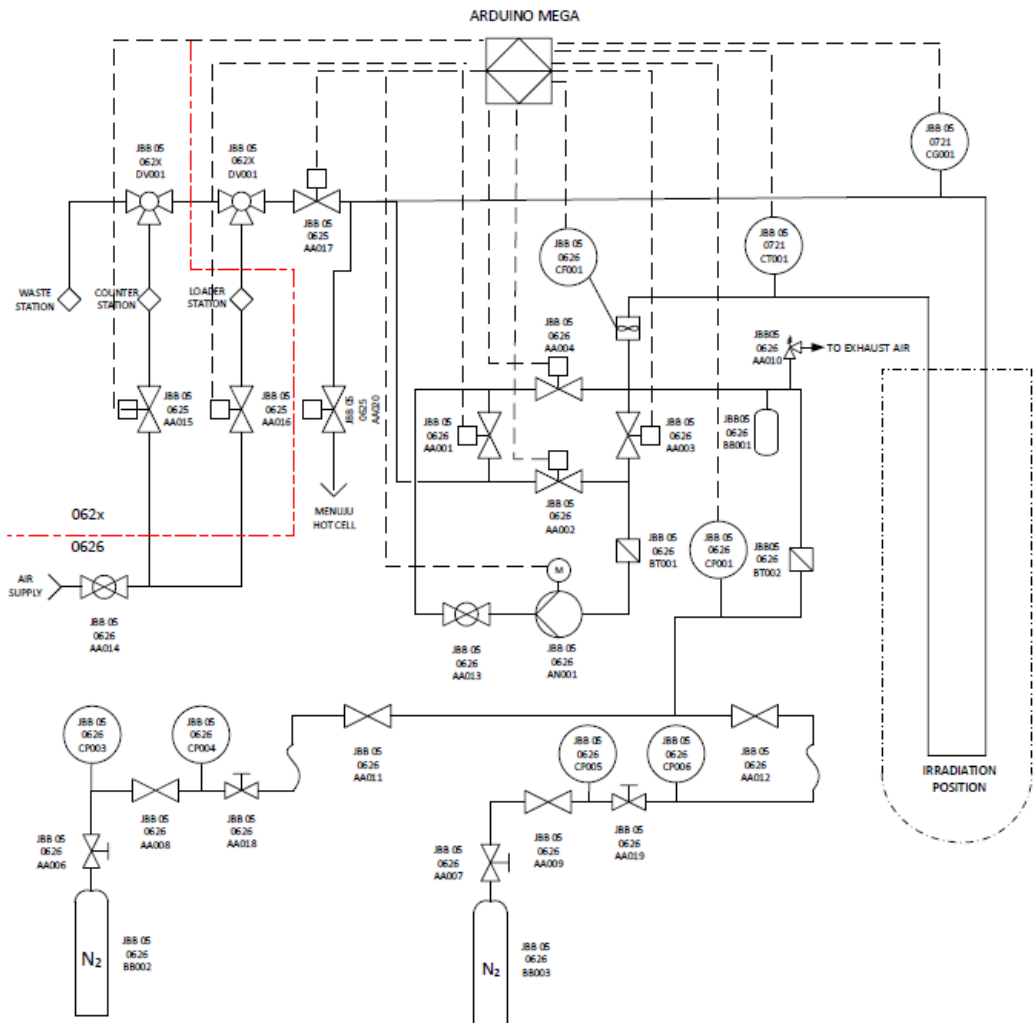 ARDUINO MEGA
JBB 05
062X
DV001
JBB 05
062X
DV001
JBB 05
0721
CG001
JBB 05
0625
AA017
JBB 05
0626
CF001
JBB 05
0721
CT001
WASTE
STATION
COUNTER
STATION
LOADER
STATION
JBB 05
0626
AA004
JBB05
0626
AA010
TO EXHAUST AIR
JBB 05
0625
AA015
JBB 05
0625
AA016
JBB 05
0625
AA020
JBB 05
0626
AA001
JBB 05
0626
AA003
JBB05
0626
BB001
MENUJU
HOT CELL
JBB 05
0626
AA002
062x
0626
JBB 05
0626
BT001
JBB 05
0626
CP001
JBB05
0626
BT002
AIR
SUPPLY
M
JBB 05
0626
AA014
JBB 05
0626
AA013
JBB 05
0626
AN001
JBB 05
0626
CP003
JBB 05
0626
CP004
JBB 05
0626
AA011
JBB 05
0626
CP005
JBB 05
0626
CP006
JBB 05
0626
AA012
IRRADIATION
POSITION
JBB 05
0626
AA006
JBB 05
0626
AA008
JBB 05
0626
AA018
JBB 05
0626
AA007
JBB 05
0626
AA009
JBB 05
0626
AA019
N2
JBB 05
0626
BB002
N2
JBB 05
0626
BB003